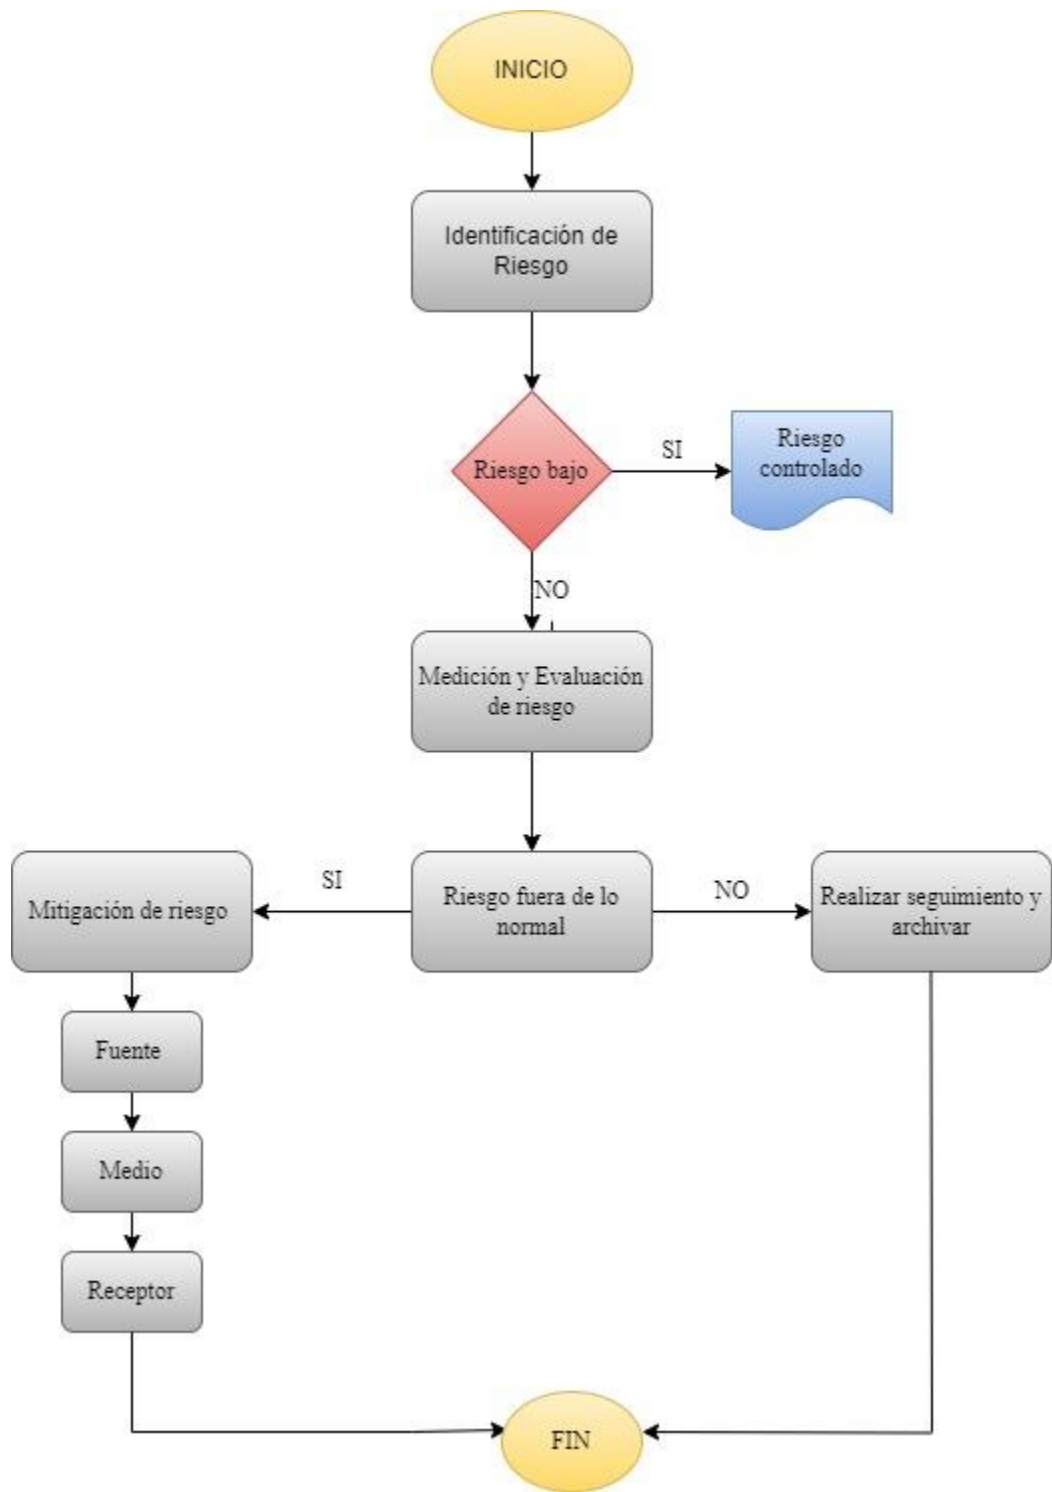 INICIO
Identificación de
Riesgo
Riesgo bajo
SI
Riesgo
controlado
NO
Medición y Evaluación
de riesgo
Mitigación de riesgo
SI
Riesgo fuera de lo
normal
NO
Realizar seguimiento y
archivar
Fuente
Medio
Receptor
FIN